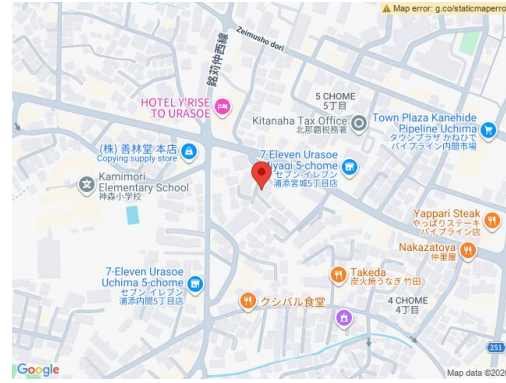 Map error: g.co/staticmaperro
Zeimusho dori
銘苅仲西線
5 CHOME
5丁目
HOTEL Y'RISE
TO URASOE
Kitanaha Tax Office
北那覇税務署
Town Plaza Kanehide
Pipeline Uchima
タウンプラザ かねひで
パイプライン内間市場
(株) 善林堂 本店
Copying supply store
7-Eleven Urasoe
Miyagi 5-chome
セブン-イレブン
浦添宮城5丁目店
Kamimori
Elementary School
神森小学校
Yappari Steak
やっぱりステーキ
パイプライン店
Nakazatoya
仲里屋
7-Eleven Urasoe
Uchima 5-chome
セブン-イレブン
浦添内間5丁目店
Takeda
炭火焼うなぎ 竹田
クシバル食堂
4 CHOME
4丁目
251
Google
Map data ©2020